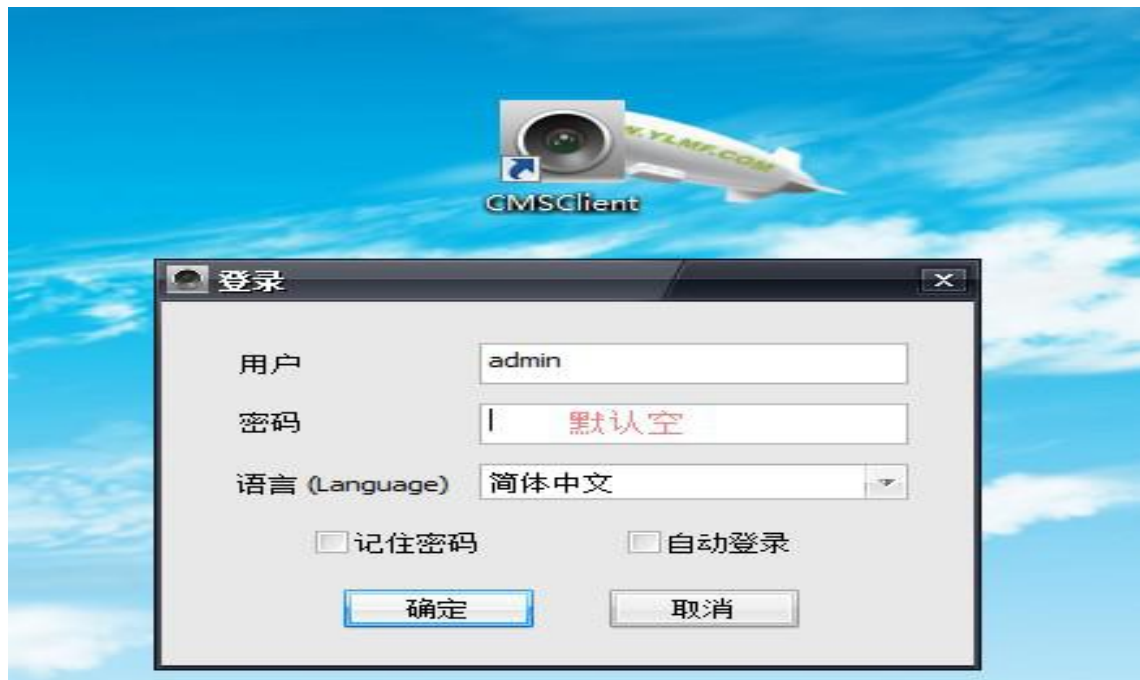 W.YLMF.COM
CMSClient
登录
用户
admin
密码
默认空
语言 (Language)
简体中文
记住密码
自动登录
确定
取消